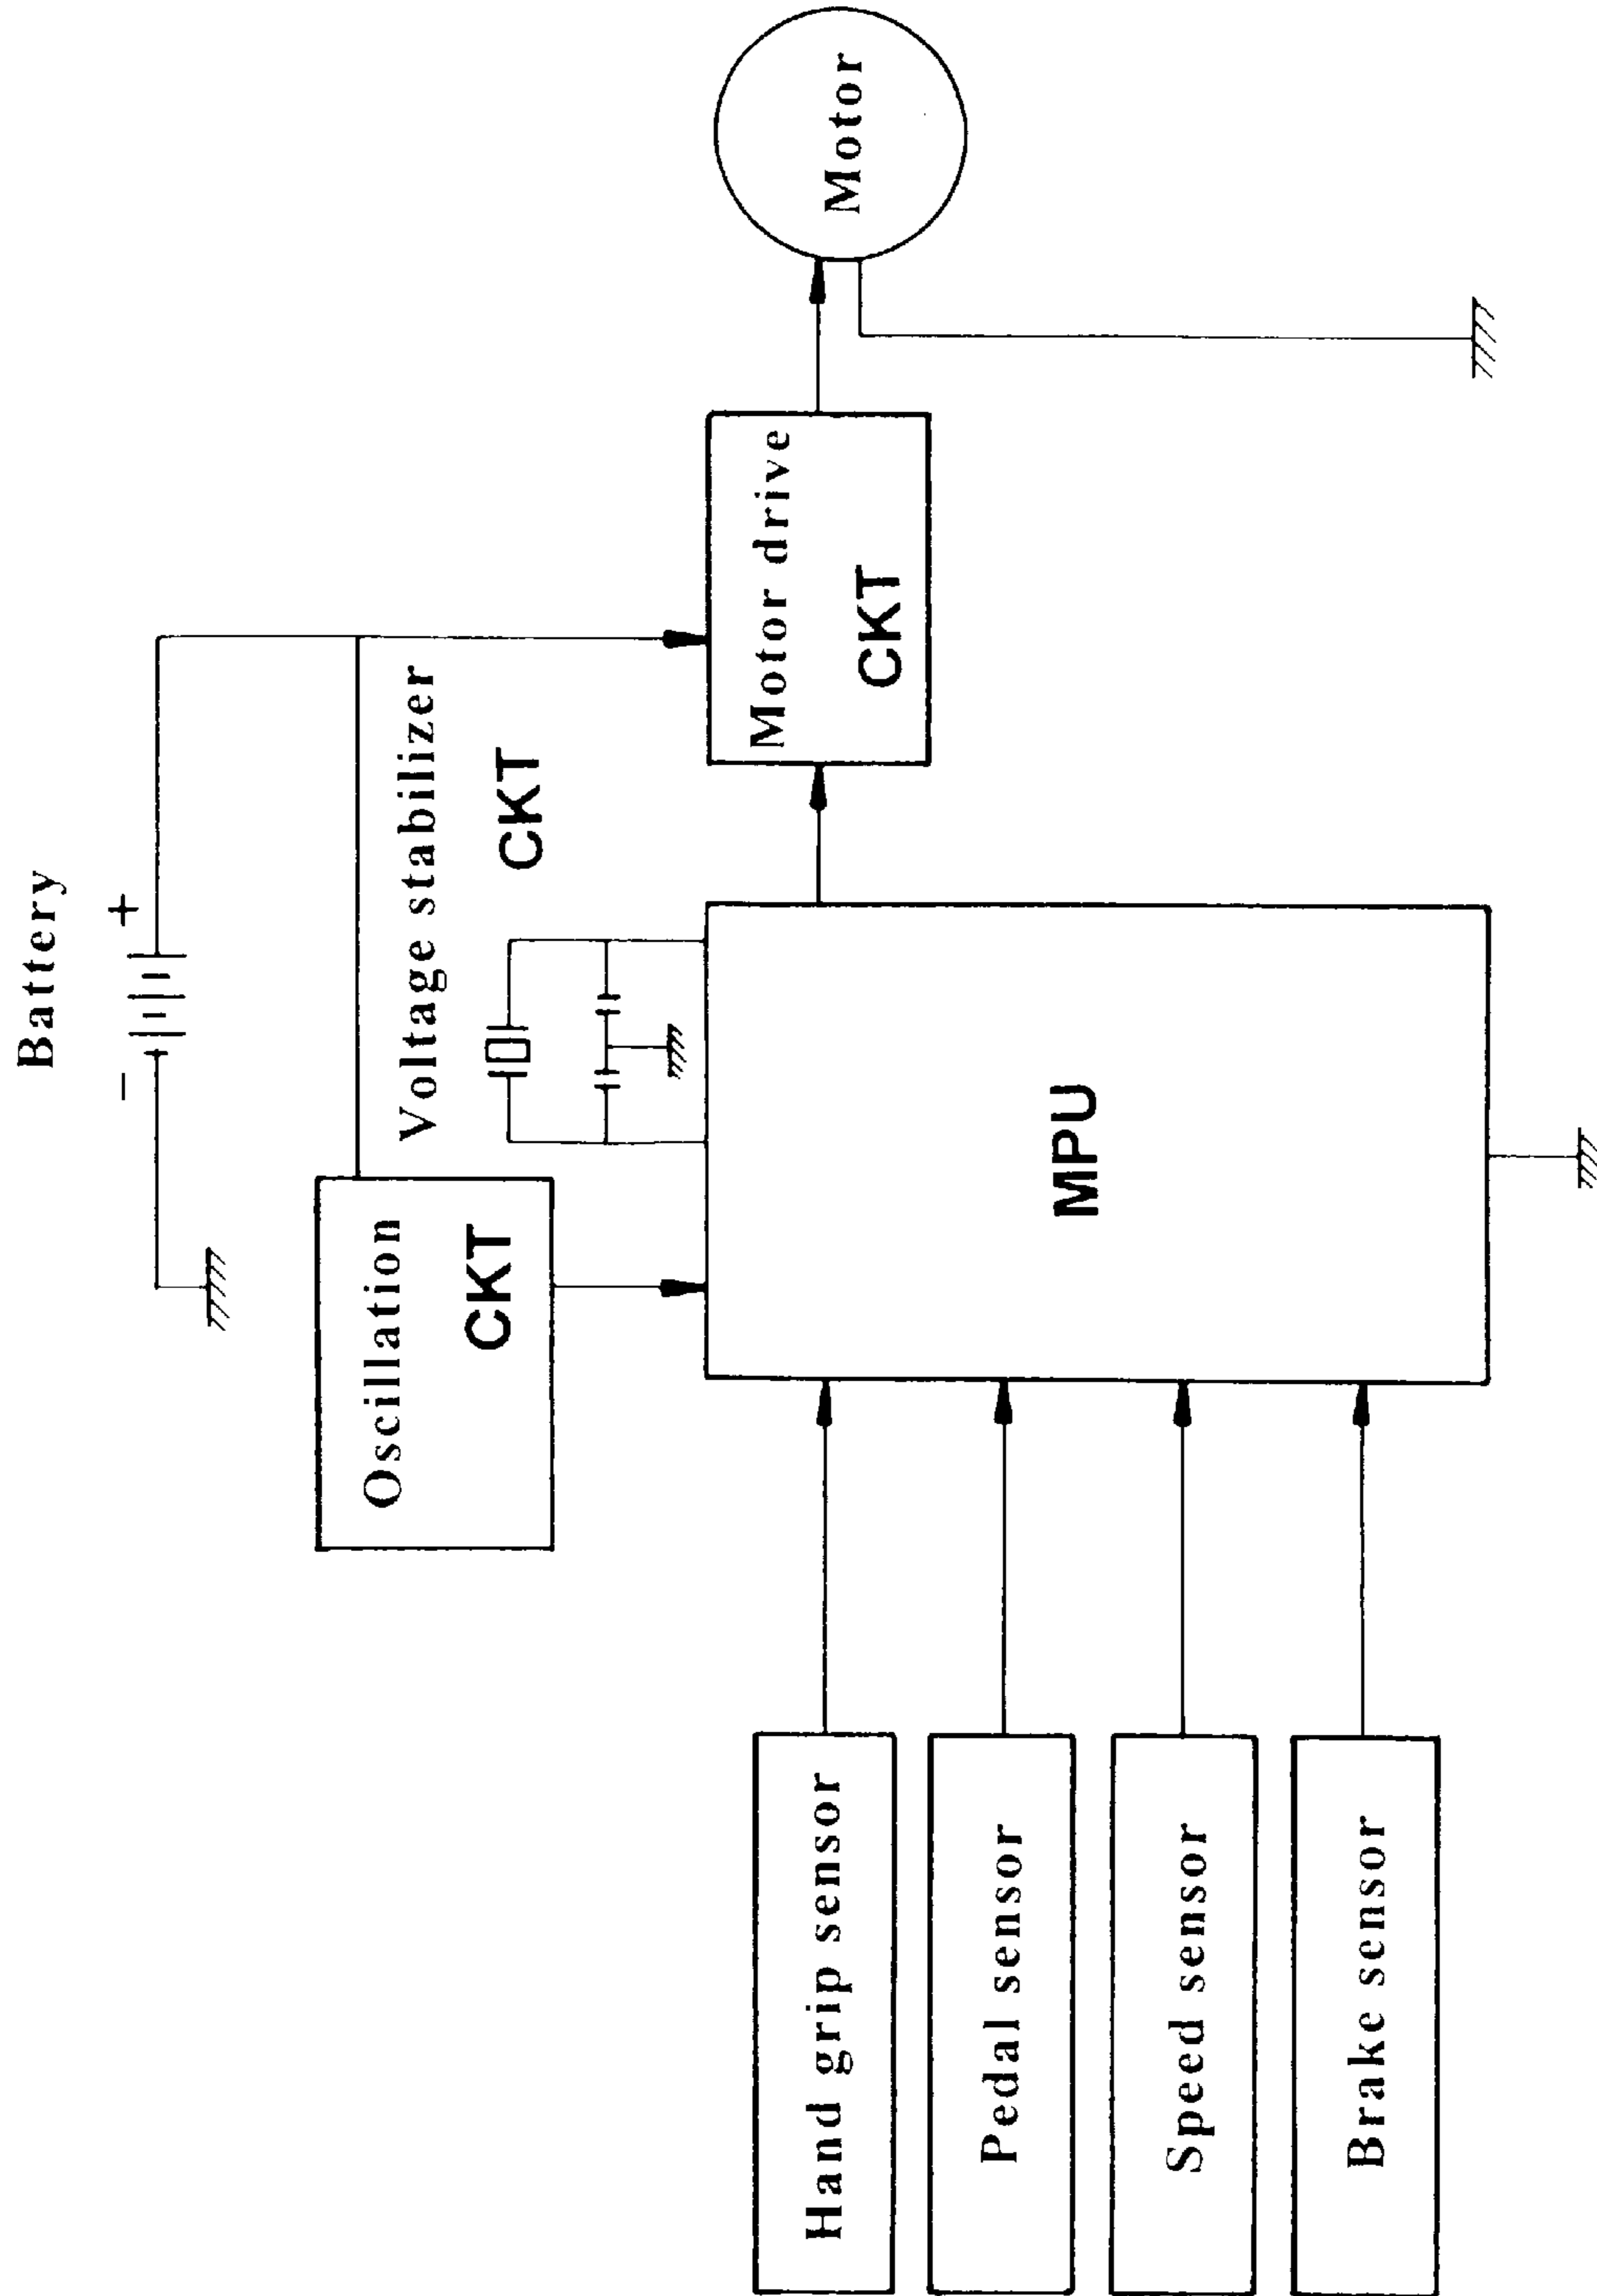 Battery
−
+
Oscillation
CKT
Voltage stabilizer
CKT
Motor drive
CKT
Motor
MPU
Hand grip sensor
Pedal sensor
Speed sensor
Brake sensor